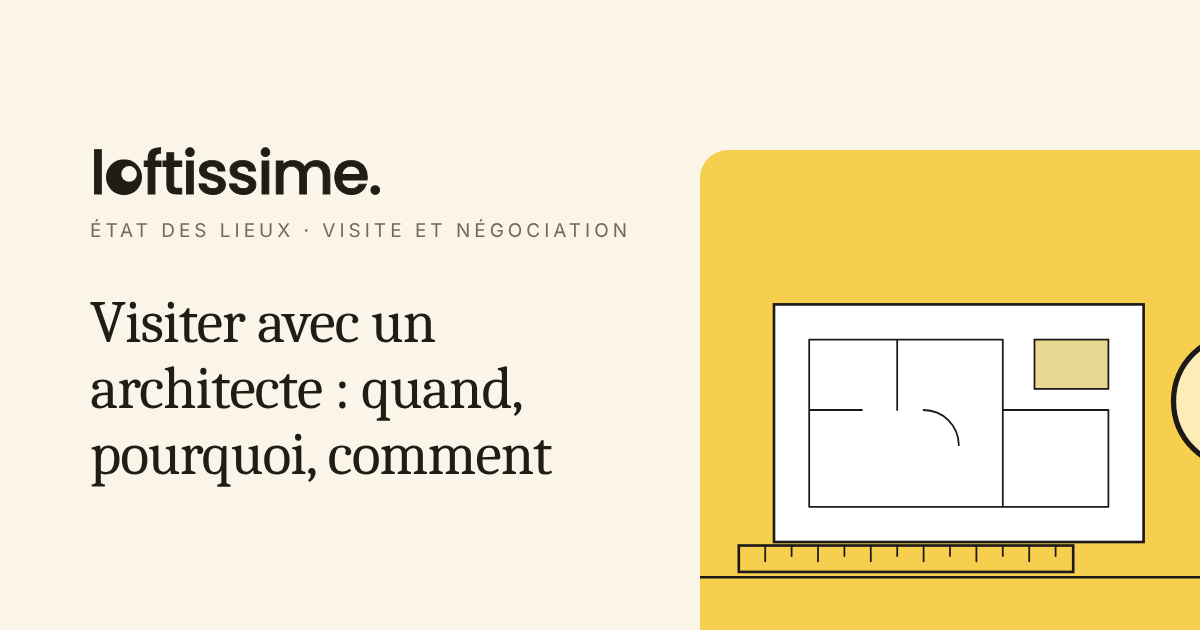 loftissime.
ÉTAT DES LIEUX · VISITE ET NÉGOCIATION
Visiter avec un
architecte : quand,
pourquoi, comment